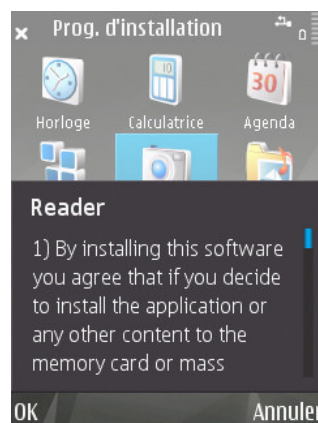 Prog. d'installation
10
30
Horloge Calculatrice Agenda
Reader
1) By installing this software
you agree that if you decide
to install the application or
any other content to the
memory card or mass
OK Annuler